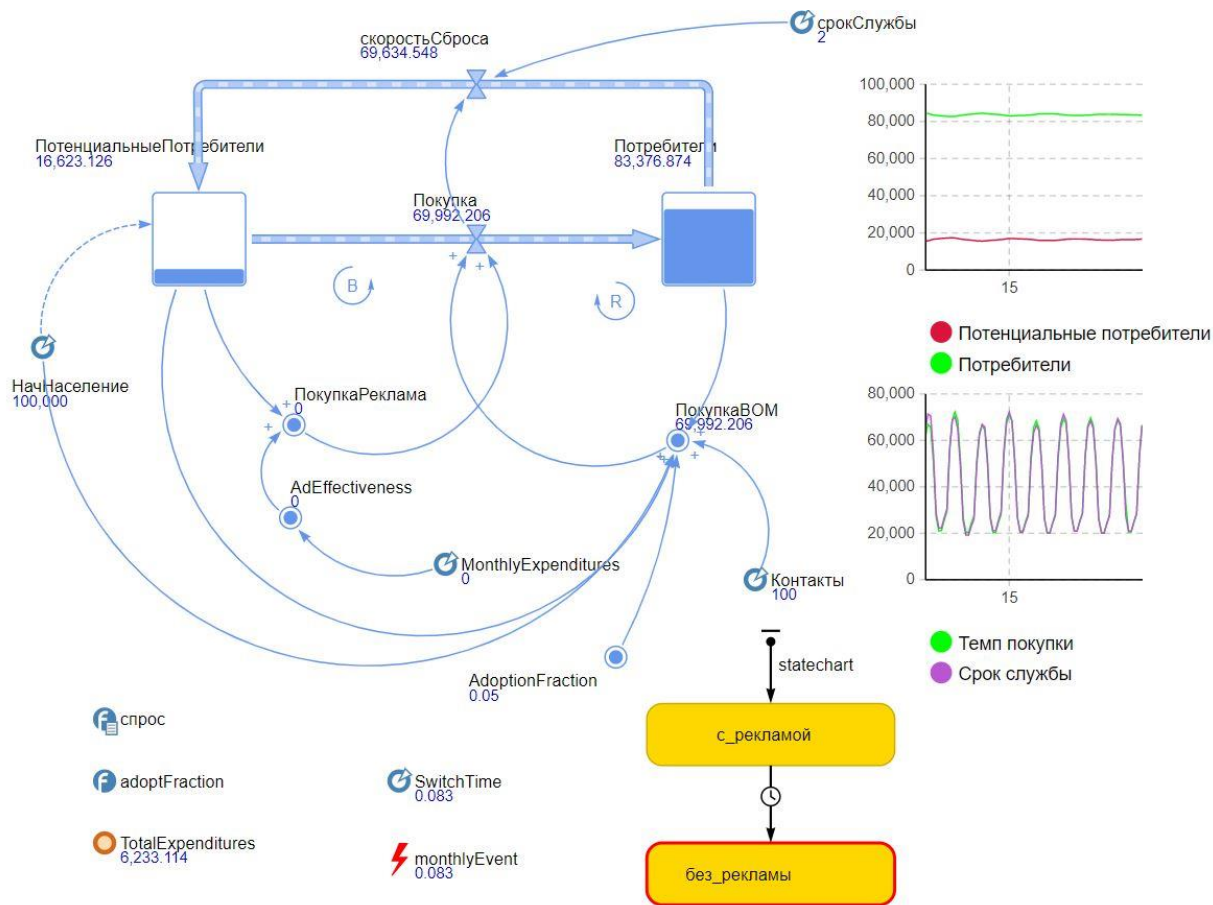 скоростьСброса
69,634.548
срокСлужбы
2
ПотенциальныеПотребители
16,623.126
Потребители
83,376.874
Покупка
69,992.206
B
R
НачНаселение
100,000
ПокупкаРеклама
0
ПокупкаВОМ
69,992.206
AdEffectiveness
0
MonthlyExpenditures
0
Контакты
100
AdoptionFraction
0.05
statechart
с_рекламой
без_рекламы
спрос
adoptFraction
TotalExpenditures
6,233.114
SwitchTime
0.083
monthlyEvent
0.083
100,000
80,000
60,000
40,000
20,000
0
15
Потенциальные потребители
Потребители
80,000
60,000
40,000
20,000
0
15
Темп покупки
Срок службы